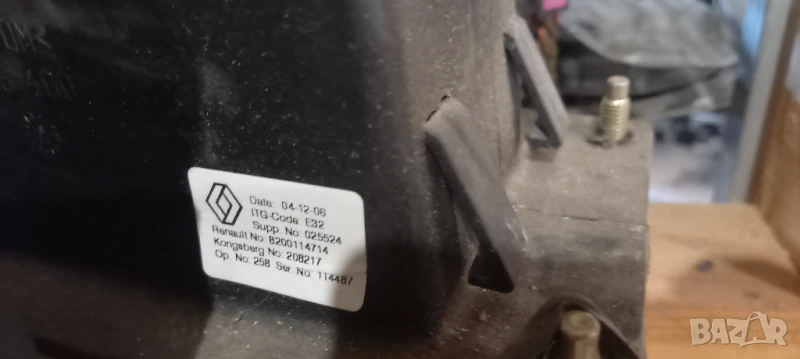 Date: 04-12-06
ITG-Code: E32
Supp. No: 025524
Renault No: 8200114714
Kongsberg No: 208217
Op. No: 258 Ser. No: 114487
BAZAR